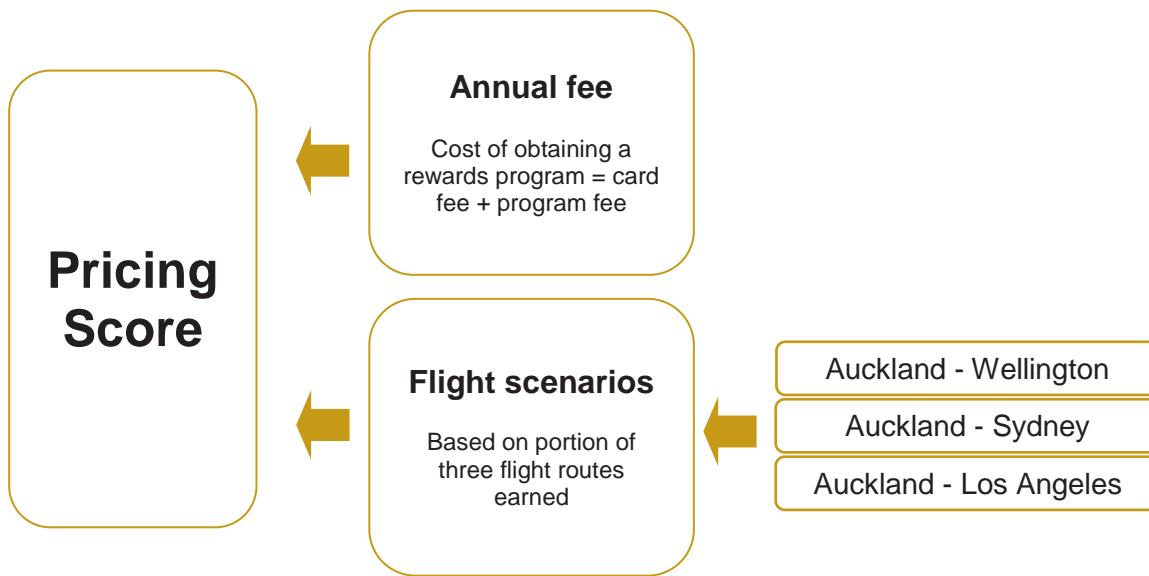 Pricing
Score
Annual fee
Cost of obtaining a
rewards program = card
fee + program fee
Flight scenarios
Based on portion of
three flight routes
earned
Auckland - Wellington
Auckland - Sydney
Auckland - Los Angeles